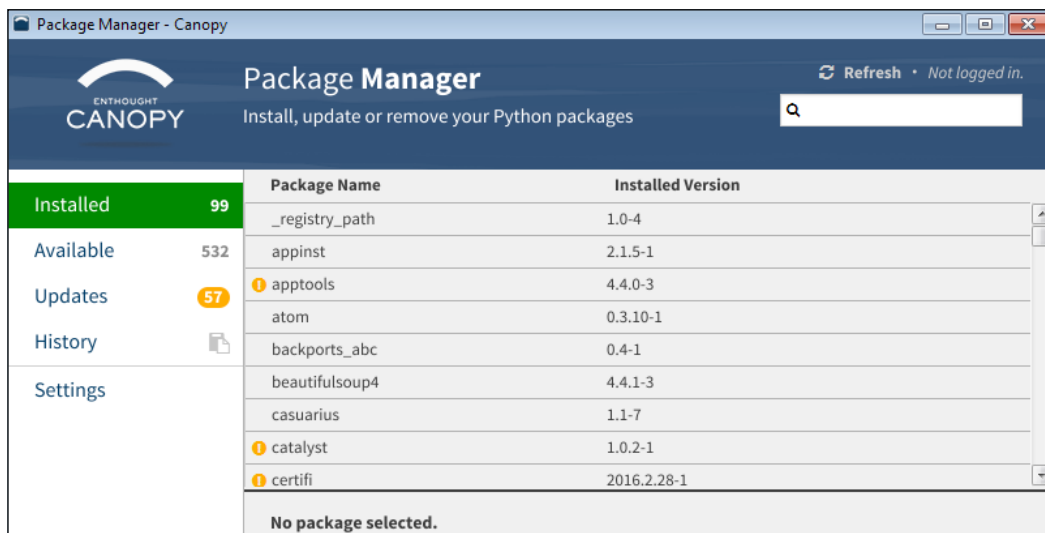 Package Manager - Canopy
ENTHOUGHT
CANOPY
Package Manager
Install, update or remove your Python packages
Refresh • Not logged in.
Installed 99
Available 532
Updates 57
History
Settings
Package Name Installed Version
_registry_path 1.0-4
appinst 2.1.5-1
apptools 4.4.0-3
atom 0.3.10-1
backports_abc 0.4-1
beautifulsoup4 4.4.1-3
casuarius 1.1-7
catalyst 1.0.2-1
certifi 2016.2.28-1
No package selected.